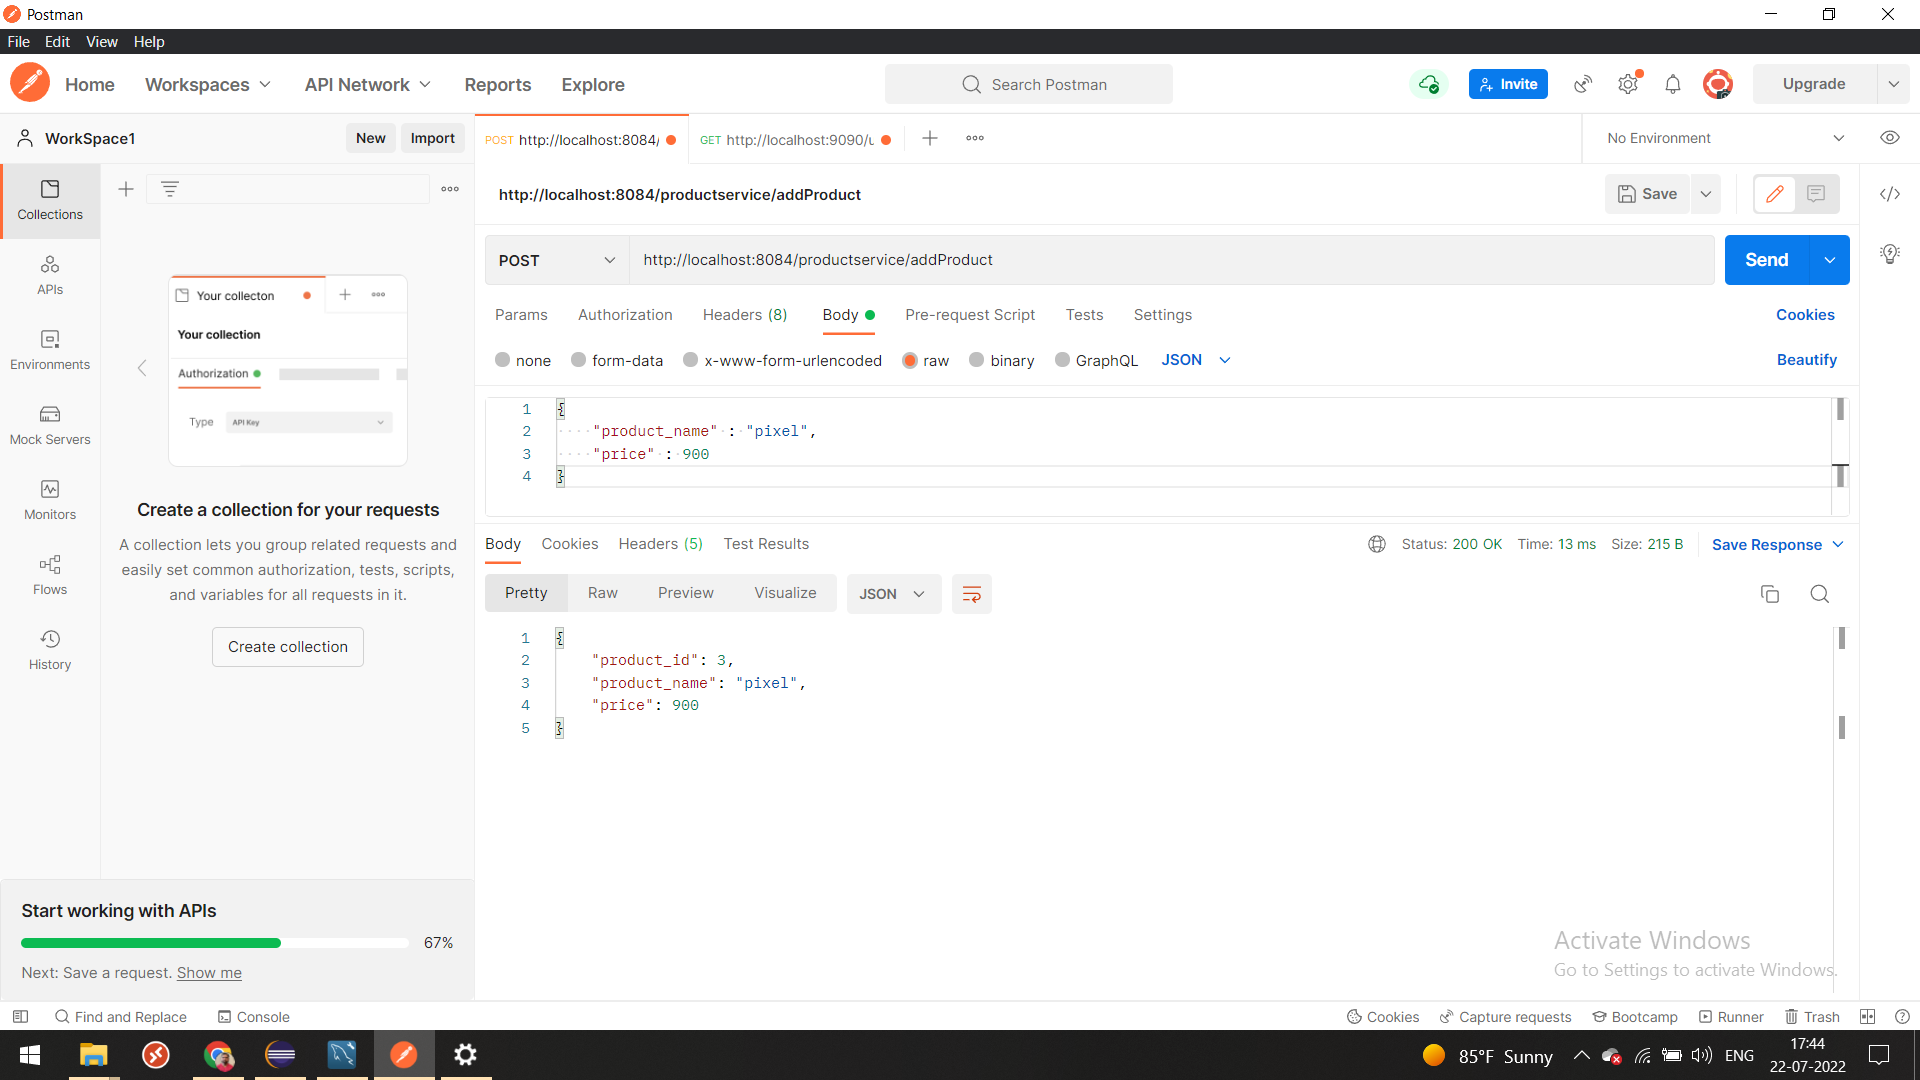 Postman
File Edit View Help
Home Workspaces API Network Reports Explore Search Postman Invite Upgrade
WorkSpace1 New Import POST http://localhost:8084/ GET http://localhost:9090/u No Environment
Collections
APIs
Environments
Mock Servers
Monitors
Flows
History
Your collecton
Your collection
Authorization
Type API Key
Create a collection for your requests
A collection lets you group related requests and
easily set common authorization, tests, scripts,
and variables for all requests in it.
Create collection
Start working with APIs
67%
Next: Save a request. Show me
http://localhost:8084/productservice/addProduct Save
POST http://localhost:8084/productservice/addProduct Send
Params Authorization Headers (8) Body Pre-request Script Tests Settings Cookies
none form-data x-www-form-urlencoded raw binary GraphQL JSON Beautify
1 {
2 "product_name" : "pixel",
3 "price" : 900
4 }
Body Cookies Headers (5) Test Results Status: 200 OK Time: 13 ms Size: 215 B Save Response
Pretty Raw Preview Visualize JSON
1 {
2 "product_id": 3,
3 "product_name": "pixel",
4 "price": 900
5 }
Activate Windows
Go to Settings to activate Windows.
Find and Replace Console Cookies Capture requests Bootcamp Runner Trash
85°F Sunny ENG 17:44
22-07-2022